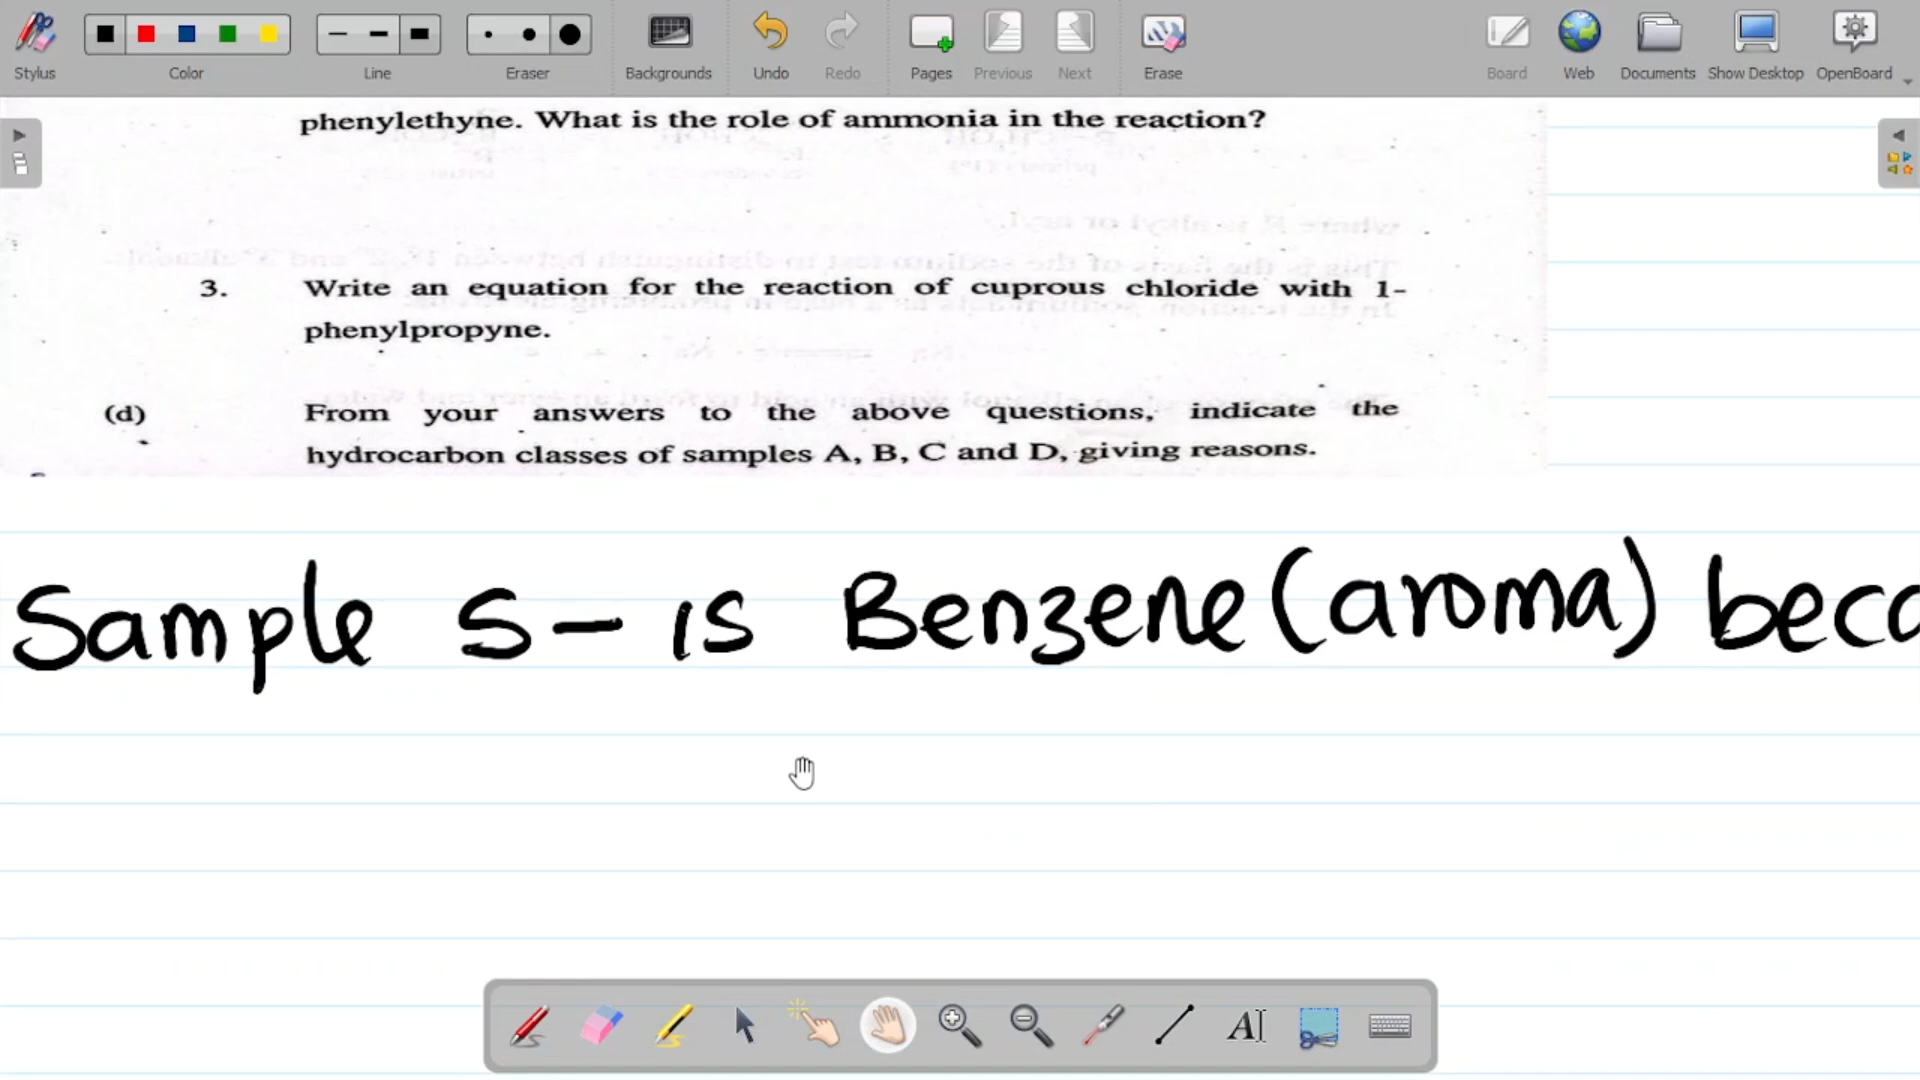 Stylus Color Line Eraser Backgrounds Undo Redo Pages Previous Next Erase Board Web Documents Show Desktop OpenBoard
phenylethyne. What is the role of ammonia in the reaction?
3. Write an equation for the reaction of cuprous chloride with 1-
phenylpropyne.
(d) From your answers to the above questions, indicate the
hydrocarbon classes of samples A, B, C and D, giving reasons.
Sample S- is Benzene (aroma) beca